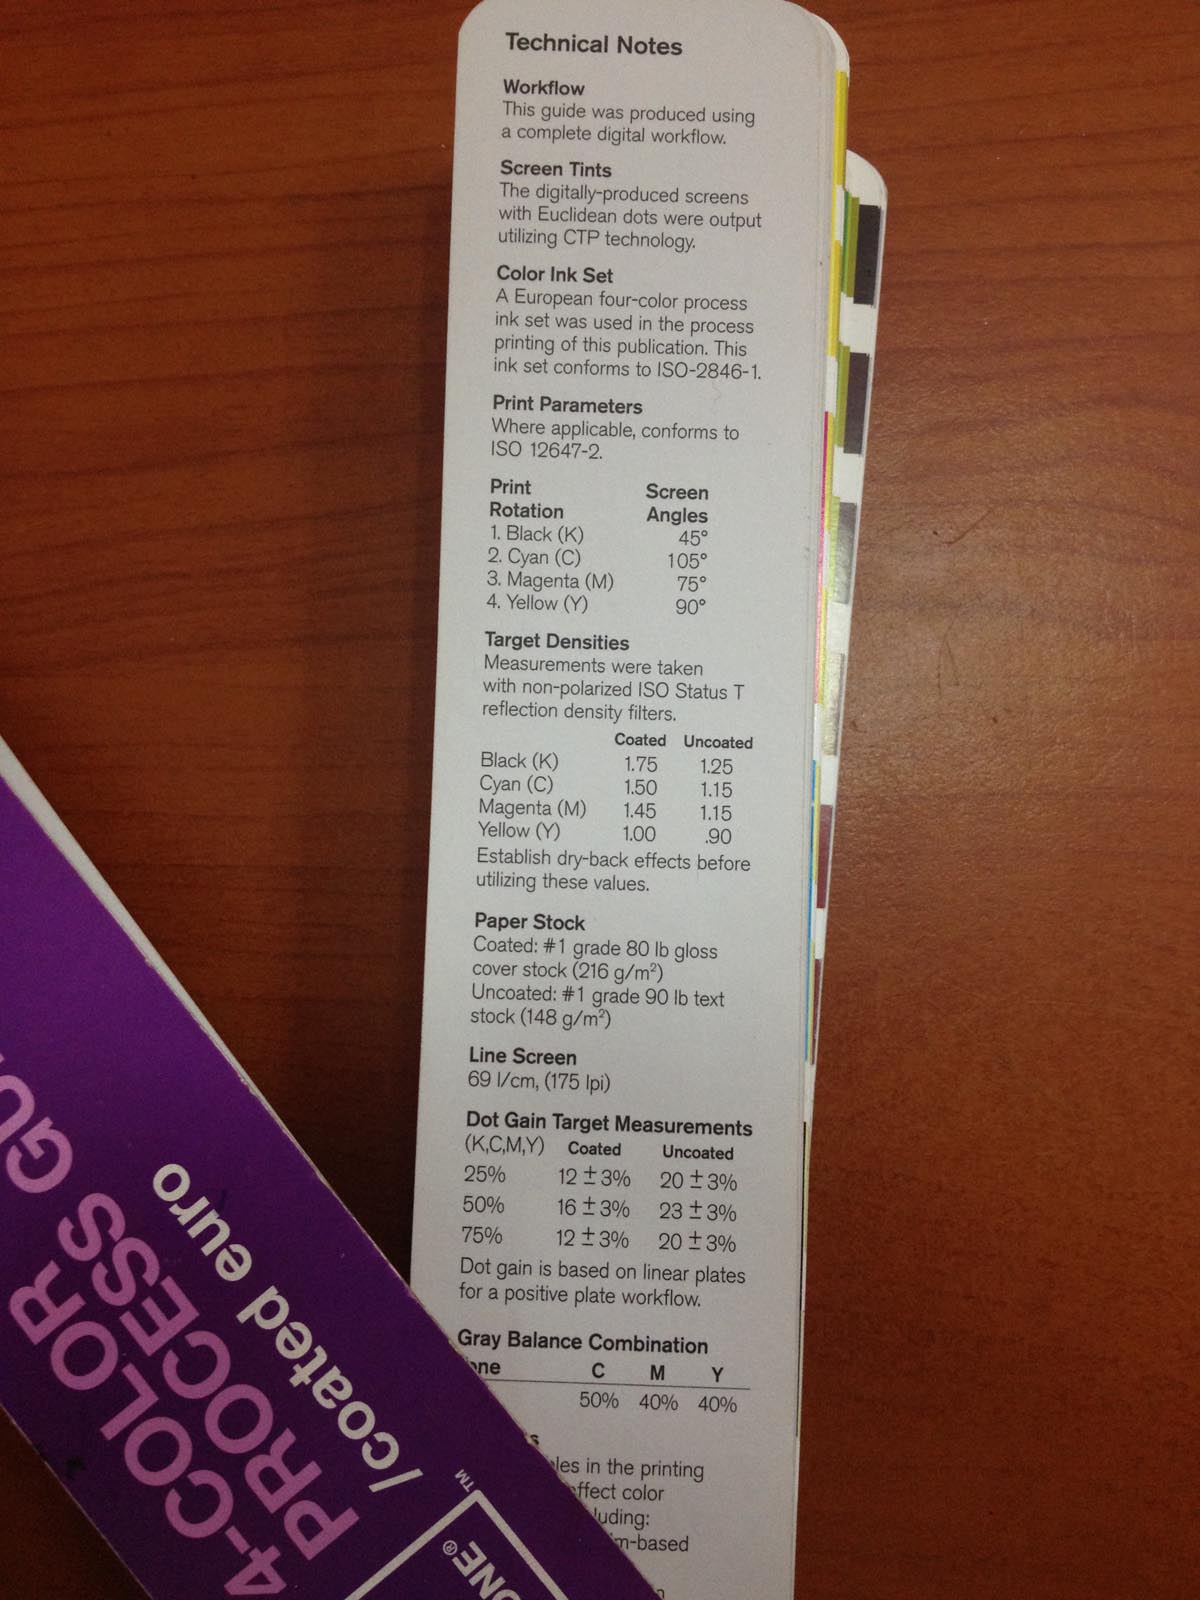 Technical Notes
Workflow
This guide was produced using
a complete digital workflow.
Screen Tints
The digitally-produced screens
with Euclidean dots were output
utilizing CTP technology.
Color Ink Set
A European four-color process
ink set was used in the process
printing of this publication. This
ink set conforms to ISO-2846-1.
Print Parameters
Where applicable, conforms to
ISO 12647-2.
Print Screen
Rotation Angles
1. Black (K) 45°
2. Cyan (C) 105°
3. Magenta (M) 75°
4. Yellow (Y) 90°
Target Densities
Measurements were taken
with non-polarized ISO Status T
reflection density filters.
Coated Uncoated
Black (K) 1.75 1.25
Cyan (C) 1.50 1.15
Magenta (M) 1.45 1.15
Yellow (Y) 1.00 .90
Establish dry-back effects before
utilizing these values.
Paper Stock
Coated: #1 grade 80 lb gloss
cover stock (216 g/m²)
Uncoated: #1 grade 90 lb text
stock (148 g/m²)
Line Screen
69 l/cm, (175 lpi)
Dot Gain Target Measurements
(K,C,M,Y) Coated Uncoated
25% 12 ± 3% 20 ± 3%
50% 16 ± 3% 23 ± 3%
75% 12 ± 3% 20 ± 3%
Dot gain is based on linear plates
for a positive plate workflow.
Gray Balance Combination
C M Y
50% 40% 40%
in the printing
color
4-COLOR
PROCESS
/coated euro
™
®